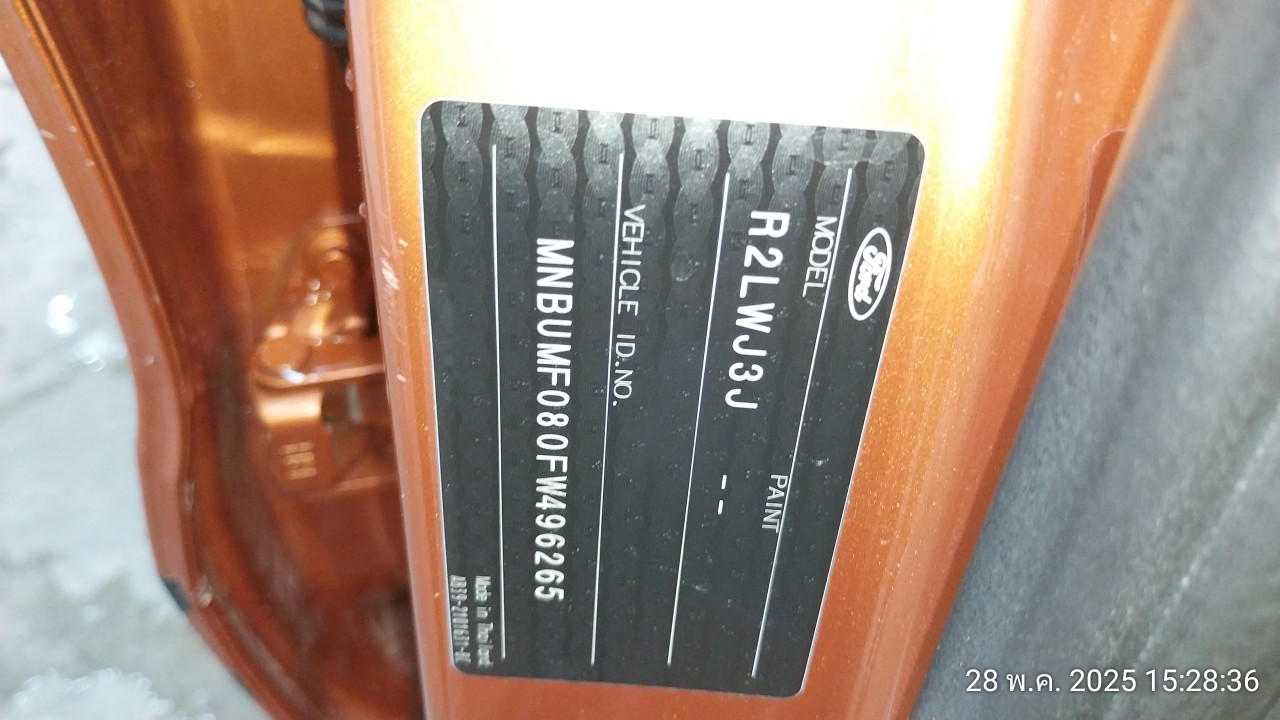 Ford
MODEL PAINT
R2LWJ3J --
VEHICLE ID.NO.
MNBUMF080FW496265
Made in Thailand
28 พ.ค. 2025 15:28:36